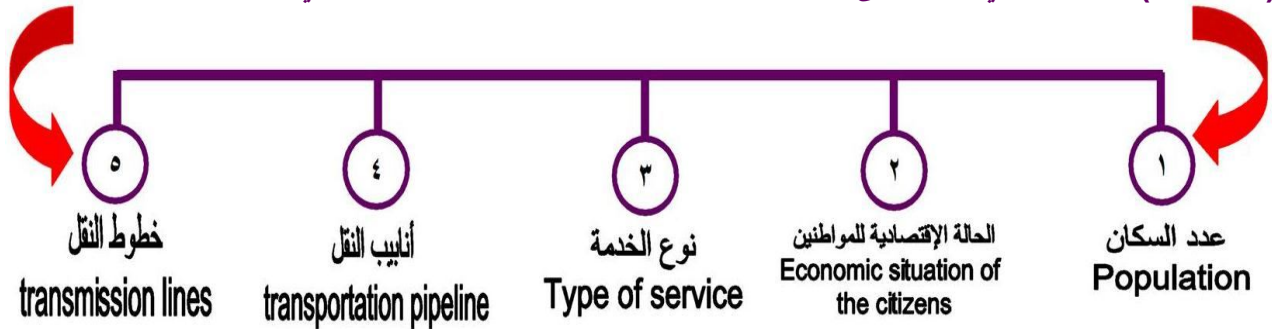 ١
عدد السكان
Population
٢
الحالة الإقتصادية للمواطنين
Economic situation of
the citizens
٣
نوع الخدمة
Type of service
٤
أنابيب النقل
transportation pipeline
٥
خطوط النقل
transmission lines